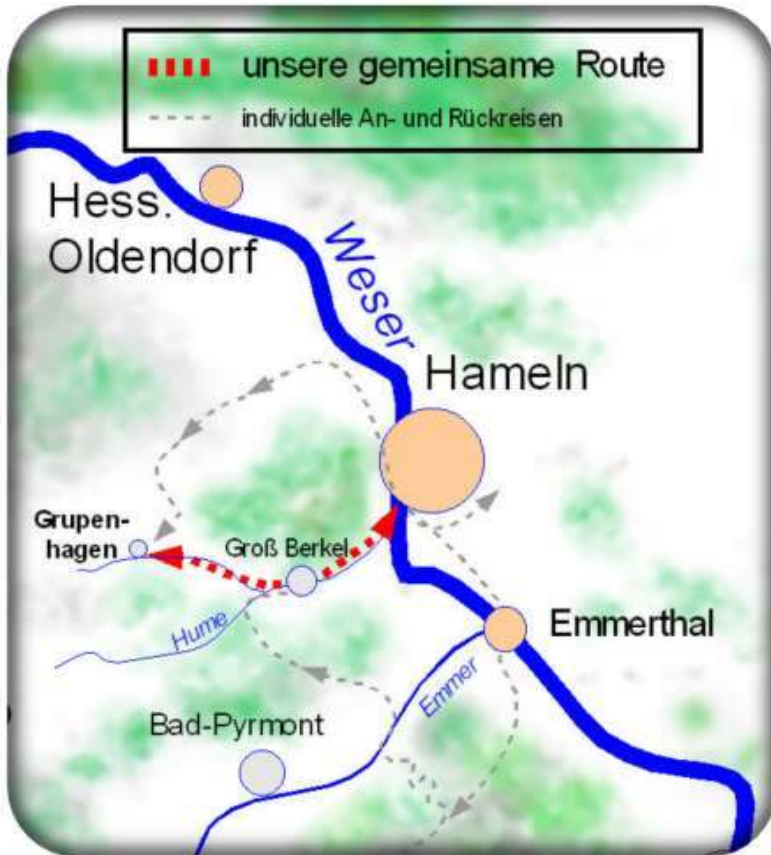 unsere gemeinsame Route
individuelle An- und Rückreisen
Hess.
Oldendorf
Weser
Hameln
Grupen-
hagen
Groß Berkel
Hume
Emmerthal
Emmer
Bad-Pyrmont